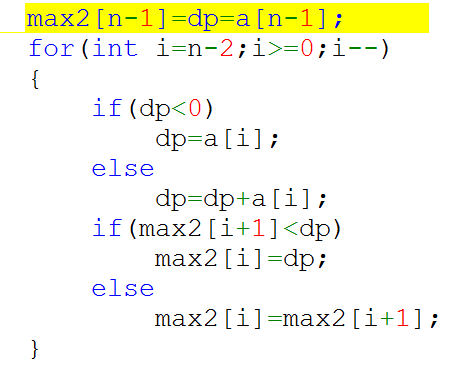 max2[n-1]=dp=a[n-1];
for(int i=n-2;i>=0;i--)
{
    if(dp<0)
        dp=a[i];
    else
        dp=dp+a[i];
    if(max2[i+1]<dp)
        max2[i]=dp;
    else
        max2[i]=max2[i+1];
}